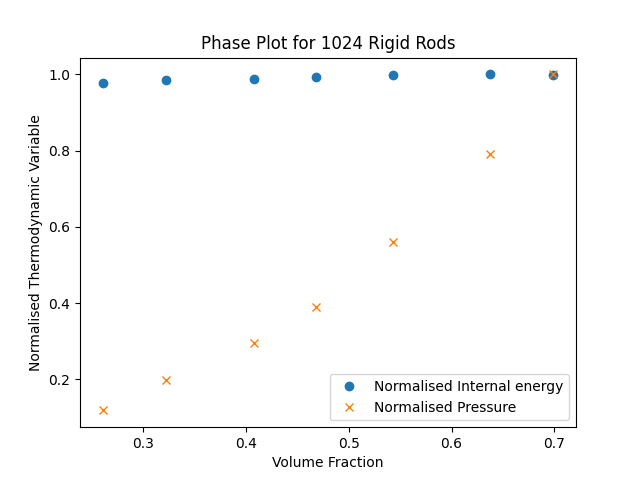 Phase Plot for 1024 Rigid Rods
Normalised Thermodynamic Variable
1.0
0.8
0.6
0.4
0.2
Normalised Internal energy
Normalised Pressure
0.3 0.4 0.5 0.6 0.7
Volume Fraction